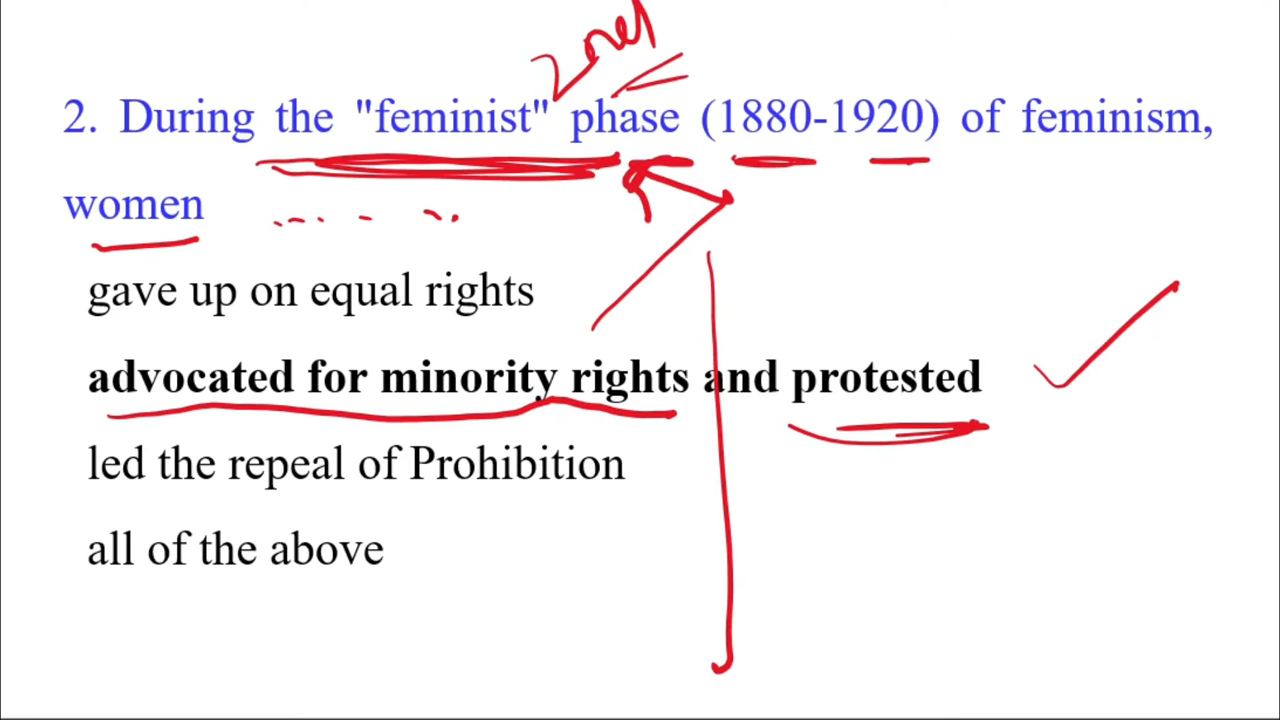 2nd
2. During the "feminist" phase (1880-1920) of feminism,
women
gave up on equal rights
advocated for minority rights and protested
led the repeal of Prohibition
all of the above